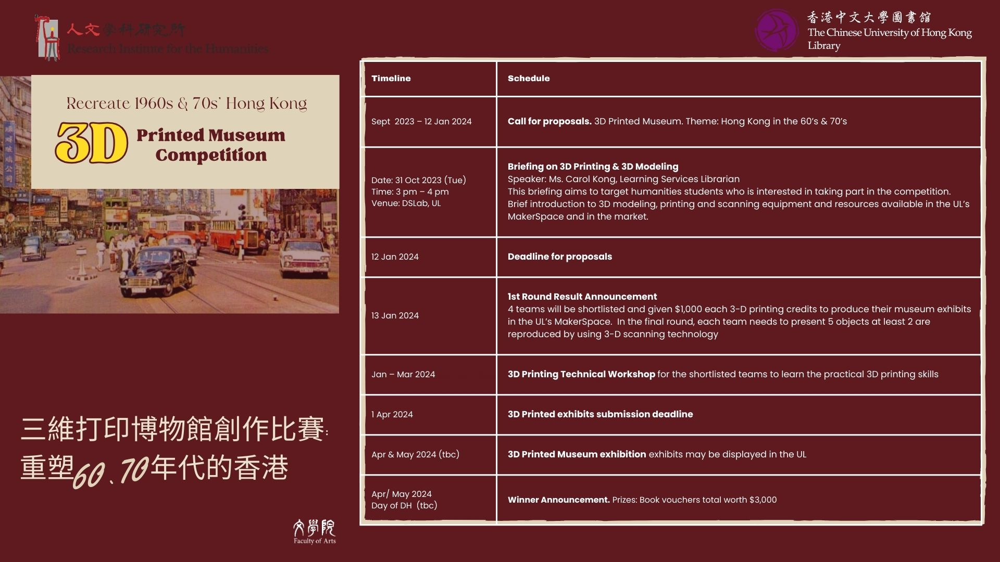 人文學科研究所
Research Institute for the Humanities
香港中文大學圖書館
The Chinese University of Hong Kong
Library
Recreate 1960s & 70s’ Hong Kong
3D Printed Museum
Competition
三維打印博物館創作比賽:
重塑60、70年代的香港
文學院
Faculty of Arts
Timeline Schedule
Sept 2023 – 12 Jan 2024 Call for proposals. 3D Printed Museum. Theme: Hong Kong in the 60’s & 70’s
Date: 31 Oct 2023 (Tue)
Time: 3 pm – 4 pm
Venue: DSLab, UL
Briefing on 3D Printing & 3D Modeling
Speaker: Ms. Carol Kong, Learning Services Librarian
This briefing aims to target humanities students who is interested in taking part in the competition.
Brief introduction to 3D modeling, printing and scanning equipment and resources available in the UL’s
MakerSpace and in the market.
12 Jan 2024 Deadline for proposals
13 Jan 2024
1st Round Result Announcement
4 teams will be shortlisted and given $1,000 each 3-D printing credits to produce their museum exhibits
in the UL’s MakerSpace. In the final round, each team needs to present 5 objects at least 2 are
reproduced by using 3-D scanning technology
Jan – Mar 2024 3D Printing Technical Workshop for the shortlisted teams to learn the practical 3D printing skills
1 Apr 2024 3D Printed exhibits submission deadline
Apr & May 2024 (tbc) 3D Printed Museum exhibition exhibits may be displayed in the UL
Apr/ May 2024
Day of DH (tbc)
Winner Announcement. Prizes: Book vouchers total worth $3,000